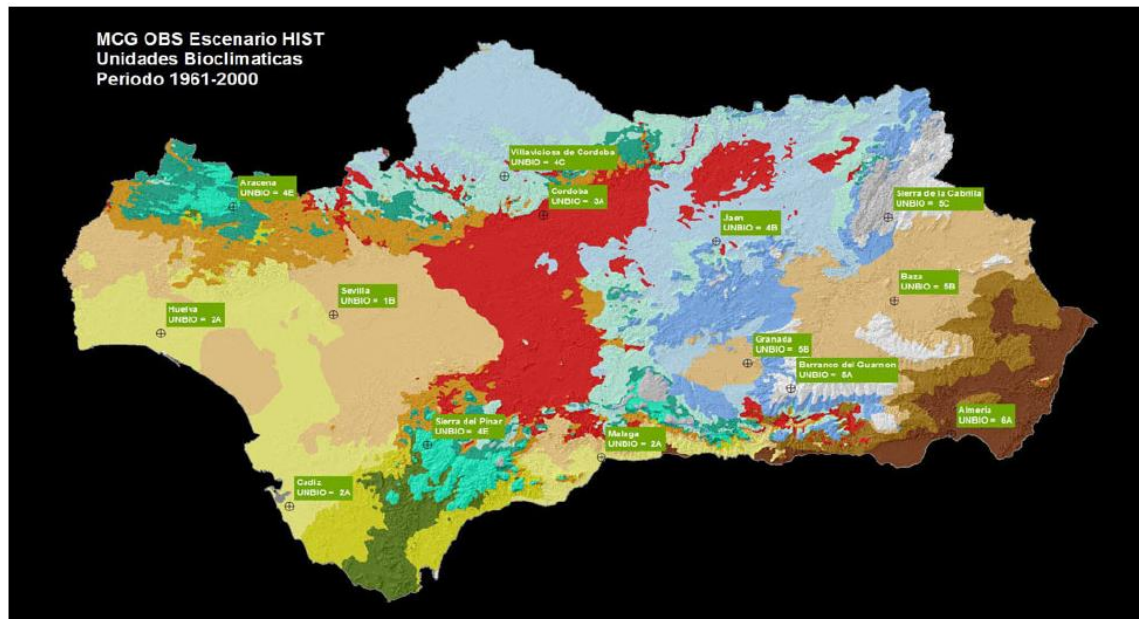 MCG OBS Escenario HIST
Unidades Bioclimaticas
Periodo 1961-2000
Villaviciosa de Cordoba
UNBIO = 4C
Aracena
UNBIO = 4E
Cordoba
UNBIO = 3A
Sierra de la Cabrilla
UNBIO = 5C
Jaen
UNBIO = 4B
Sevilla
UNBIO = 1B
Baza
UNBIO = 5B
Huelva
UNBIO = 2A
Granada
UNBIO = 5B
Barranco del Guarnon
UNBIO = 5A
Almeria
UNBIO = 6A
Sierra del Pinar
UNBIO = 4E
Malaga
UNBIO = 2A
Cadiz
UNBIO = 2A